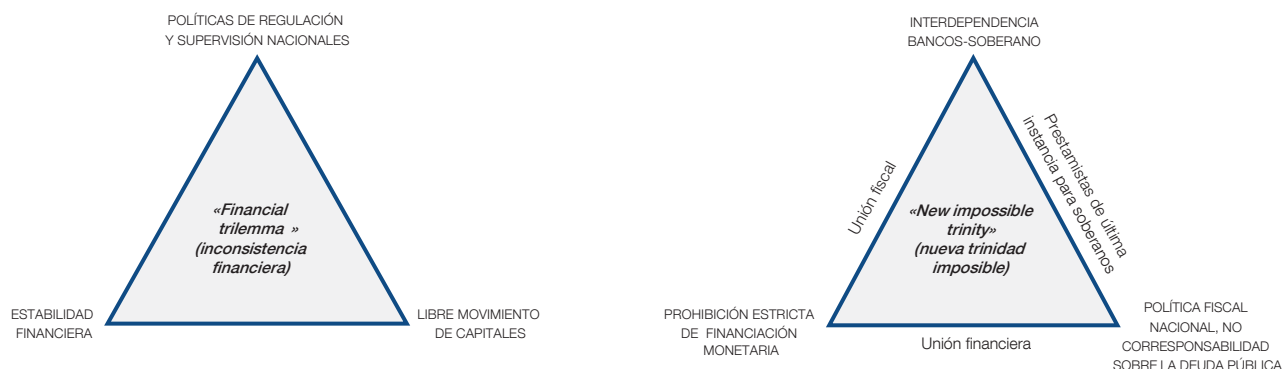 POLÍTICAS DE REGULACIÓN
Y SUPERVISIÓN NACIONALES
«Financial
trilemma »
(inconsistencia
financiera)
ESTABILIDAD
FINANCIERA
LIBRE MOVIMIENTO
DE CAPITALES
INTERDEPENDENCIA
BANCOS-SOBERANO
Unión fiscal
Prestamistas de última
instancia para soberanos
«New impossible
trinity»
(nueva trinidad
imposible)
PROHIBICIÓN ESTRICTA
DE FINANCIACIÓN
MONETARIA
Unión financiera
POLÍTICA FISCAL
NACIONAL, NO
CORRESPONSABILIDAD
SOBRE LA DEUDA PÚBLICA